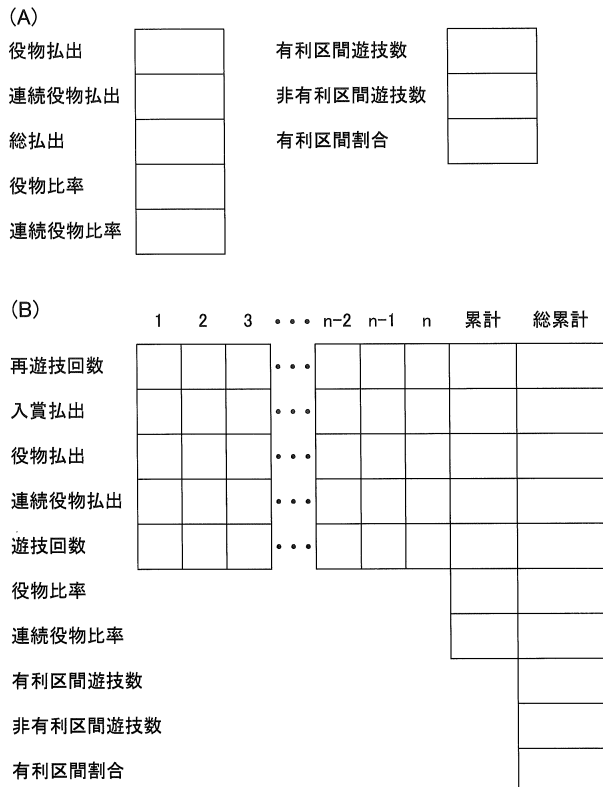 (A)
役物払出
連続役物払出
総払出
役物比率
連続役物比率
有利区間遊技数
非有利区間遊技数
有利区間割合
(B)
1 2 3 ・・・ n-2 n-1 n 累計 総累計
再遊技回数 ・・・
入賞払出 ・・・
役物払出 ・・・
連続役物払出 ・・・
遊技回数 ・・・
役物比率
連続役物比率
有利区間遊技数
非有利区間遊技数
有利区間割合